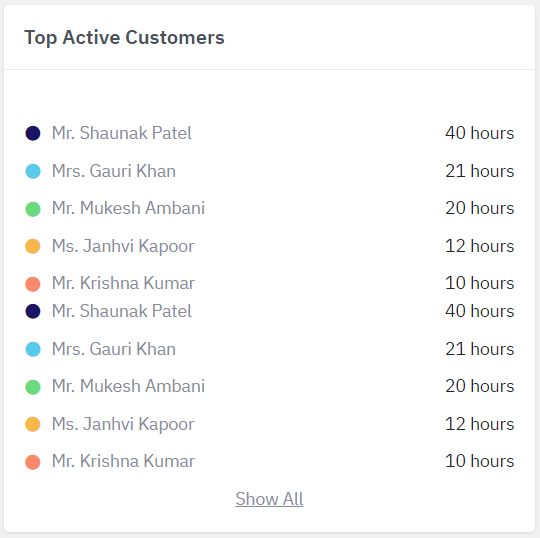 Top Active Customers
Mr. Shaunak Patel 40 hours
Mrs. Gauri Khan 21 hours
Mr. Mukesh Ambani 20 hours
Ms. Janhvi Kapoor 12 hours
Mr. Krishna Kumar 10 hours
Mr. Shaunak Patel 40 hours
Mrs. Gauri Khan 21 hours
Mr. Mukesh Ambani 20 hours
Ms. Janhvi Kapoor 12 hours
Mr. Krishna Kumar 10 hours
Show All